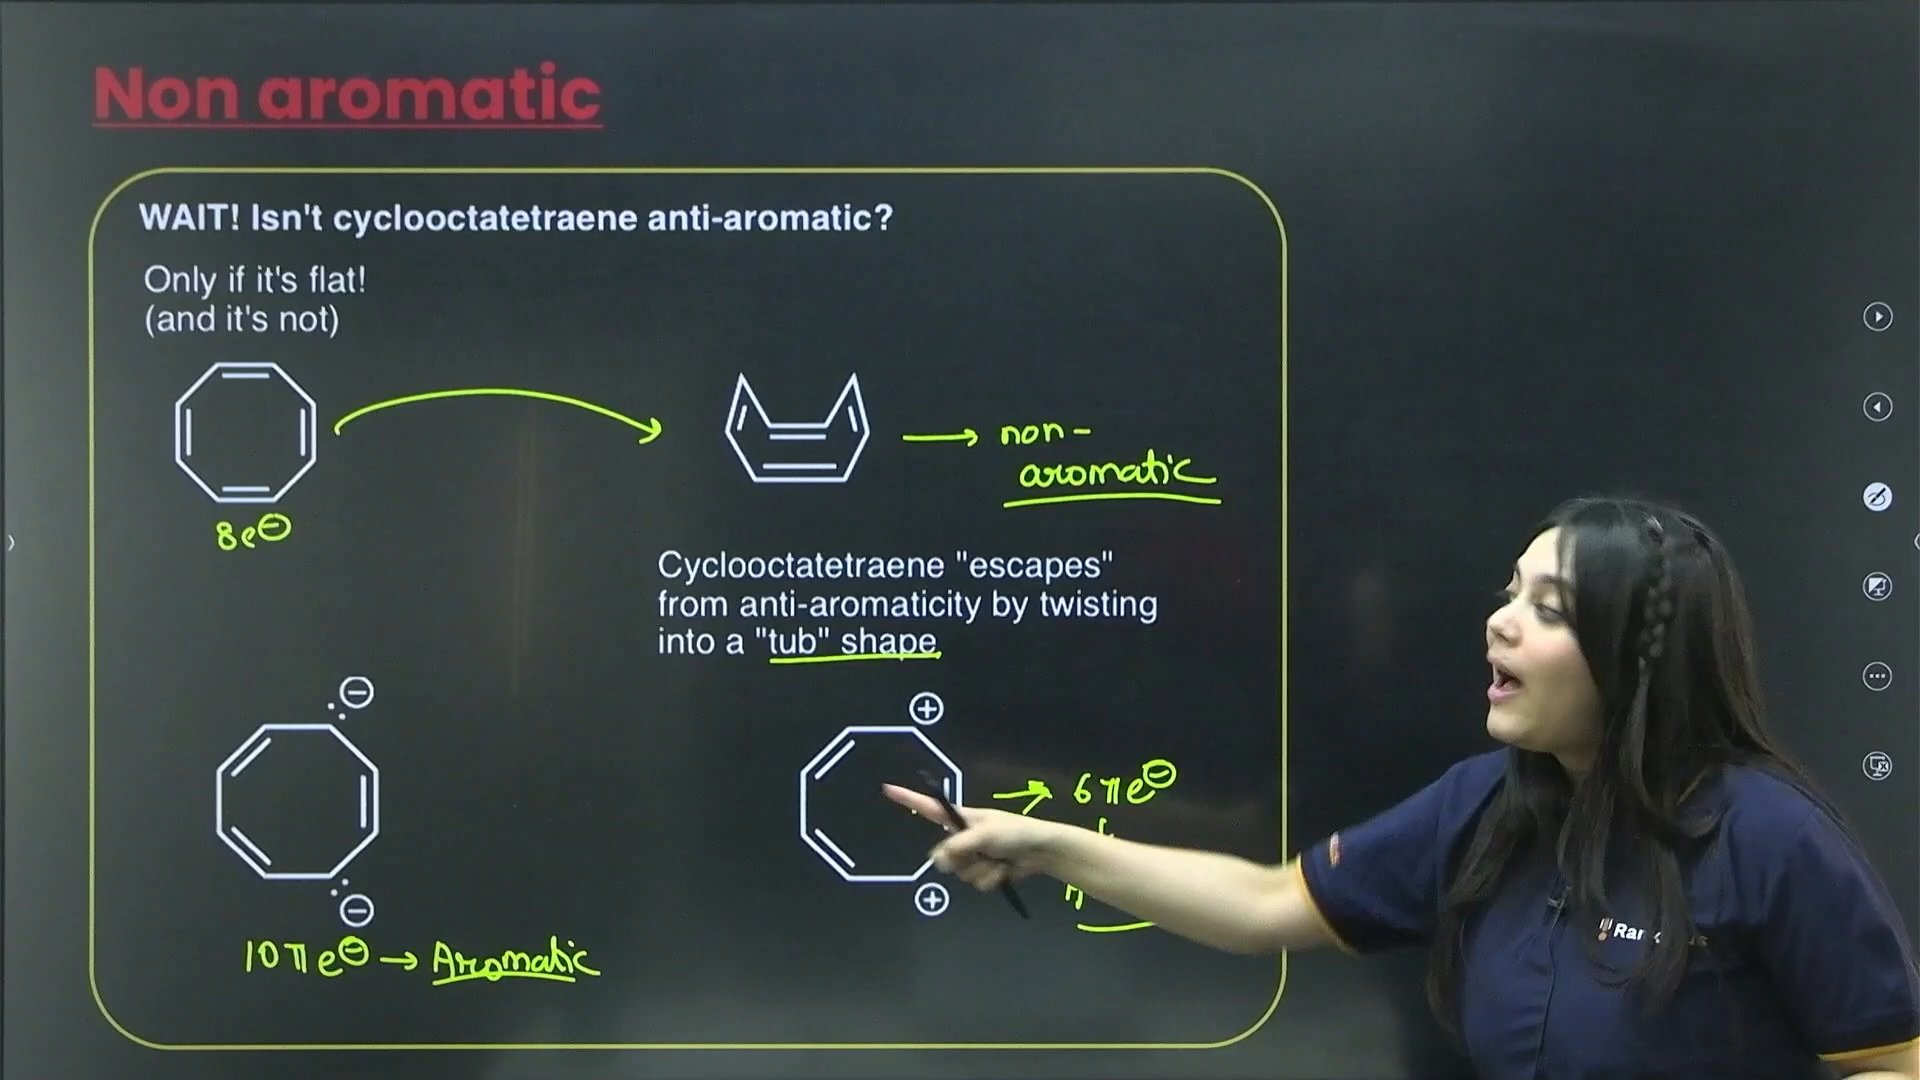 Non aromatic
WAIT! Isn't cyclooctatetraene anti-aromatic?
Only if it's flat!
(and it's not)
8e⊖
→ non-
aromatic
Cyclooctatetraene "escapes"
from anti-aromaticity by twisting
into a "tub" shape
:⊖
:⊖
10πe⊖ → Aromatic
⊕
⊕
→ 6πe⊖